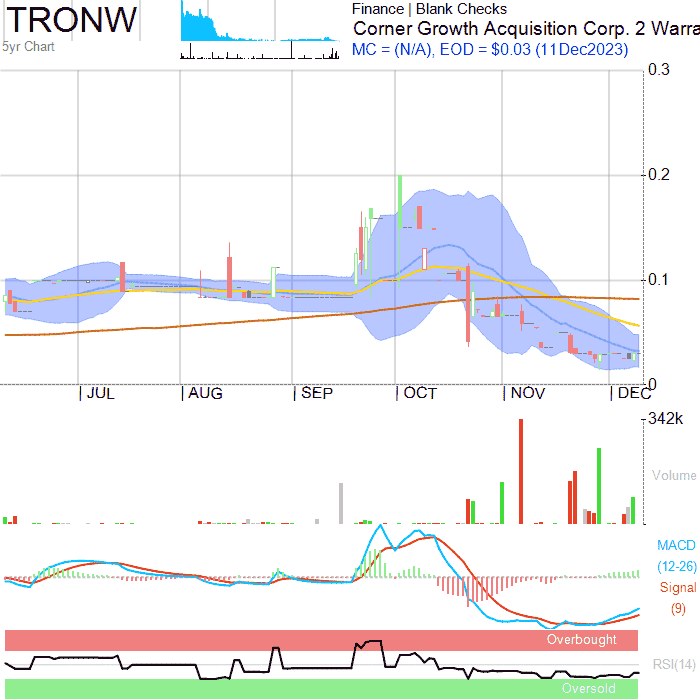 TRONW
5yr Chart
Finance | Blank Checks
Corner Growth Acquisition Corp. 2 Warra
MC = (N/A), EOD = $0.03 (11Dec2023)
0.3
0.2
0.1
0
JUL
AUG
SEP
OCT
NOV
DEC
342k
Volume
MACD
(12-26)
Signal
(9)
Overbought
RSI(14)
Oversold